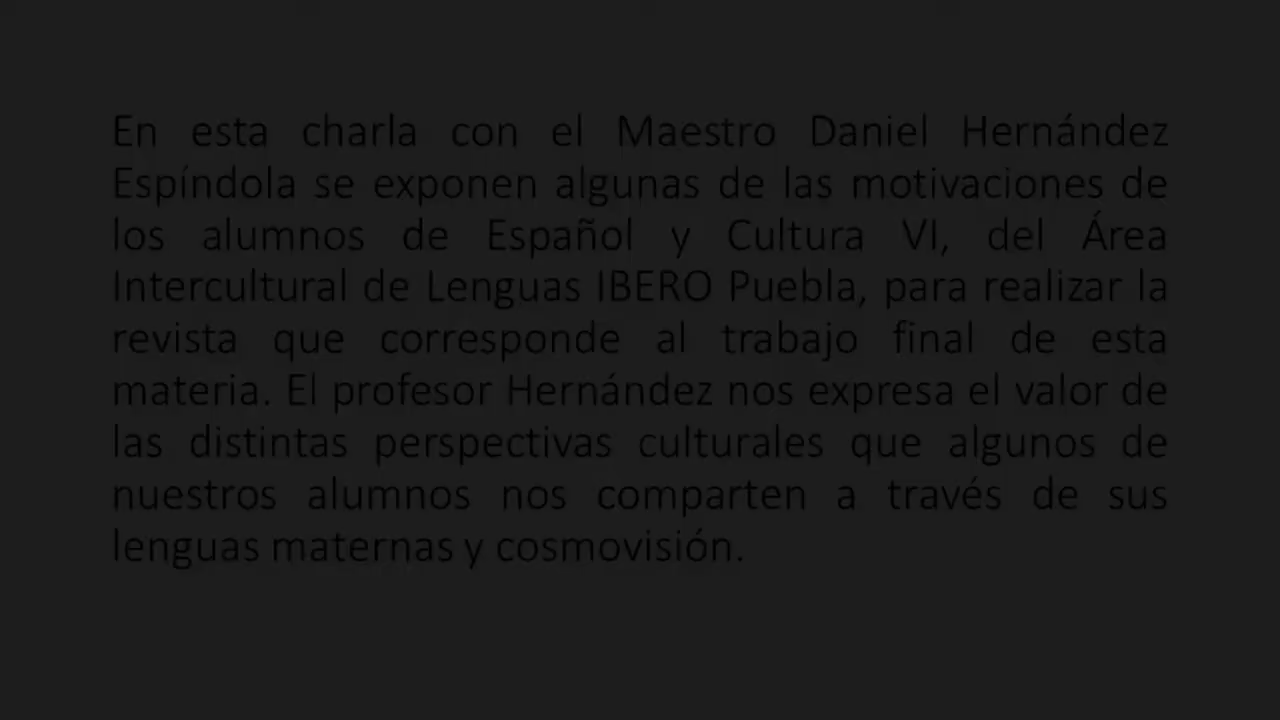 En esta charla con el Maestro Daniel Hernández
Espíndola se exponen algunas de las motivaciones de
los alumnos de Español y Cultura VI, del Área
Intercultural de Lenguas IBERO Puebla, para realizar la
revista que corresponde al trabajo final de esta
materia. El profesor Hernández nos expresa el valor de
las distintas perspectivas culturales que algunos de
nuestros alumnos nos comparten a través de sus
lenguas maternas y cosmovisión.